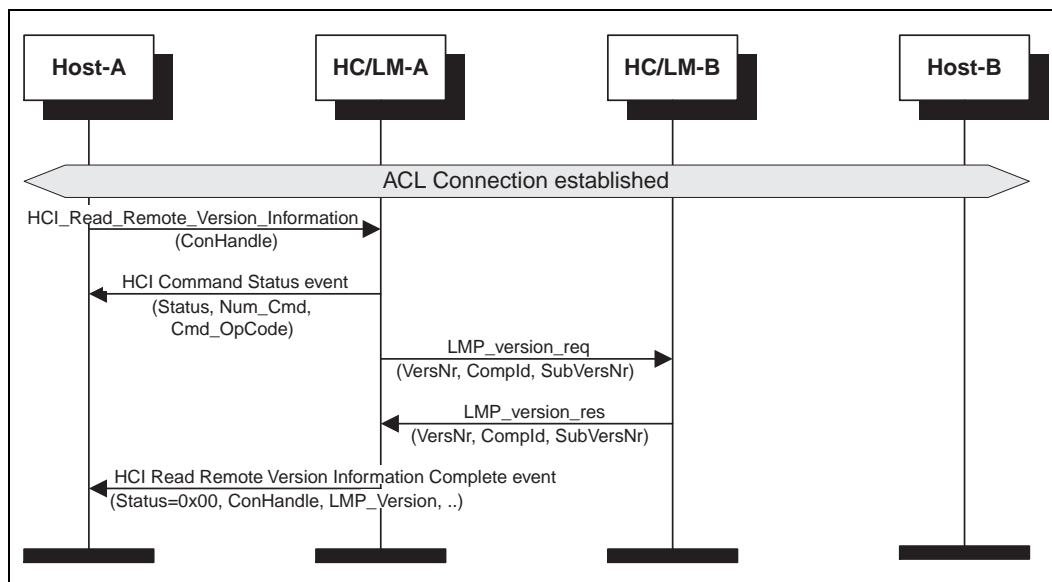 Host-A
HC/LM-A
HC/LM-B
Host-B
ACL Connection established
HCI_Read_Remote_Version_Information
(ConHandle)
HCI Command Status event
(Status, Num_Cmd,
Cmd_OpCode)
LMP_version_req
(VersNr, CompId, SubVersNr)
LMP_version_res
(VersNr, CompId, SubVersNr)
HCI Read Remote Version Information Complete event
(Status=0x00, ConHandle, LMP_Version, ..)